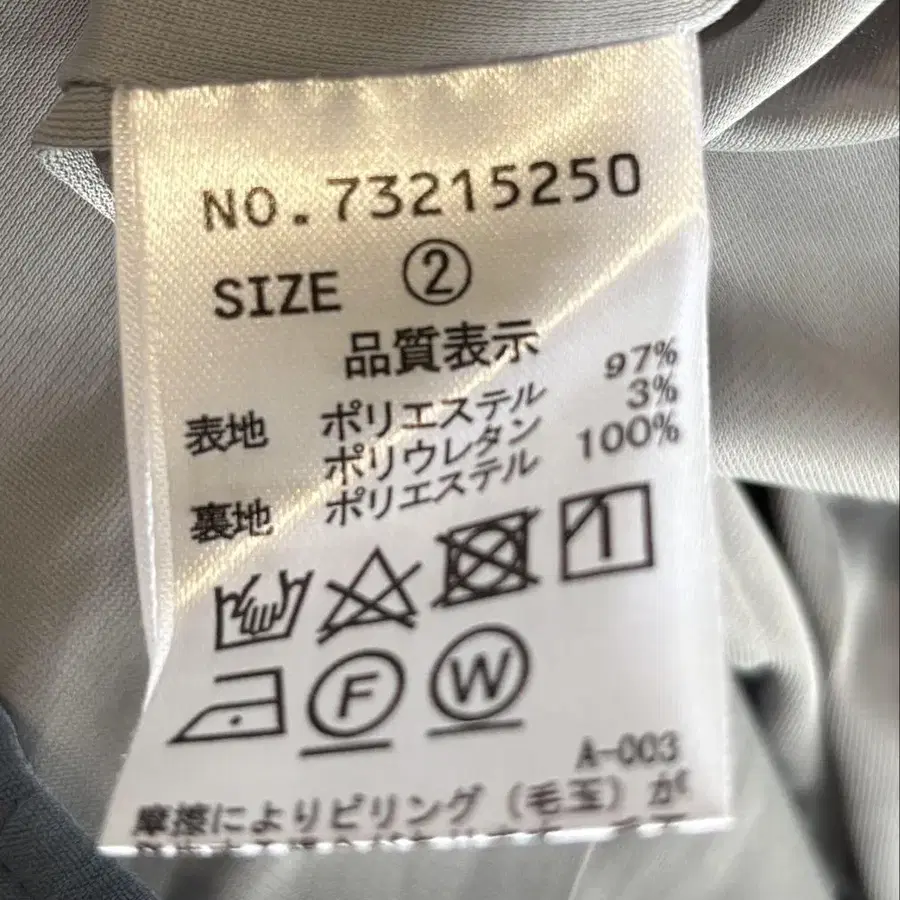 NO.73215250
SIZE ②
品質表示
表地 ポリエステル 97%
ポリウレタン 3%
裏地 ポリエステル 100%
F W
A-003
摩擦によりピリング(毛玉)が